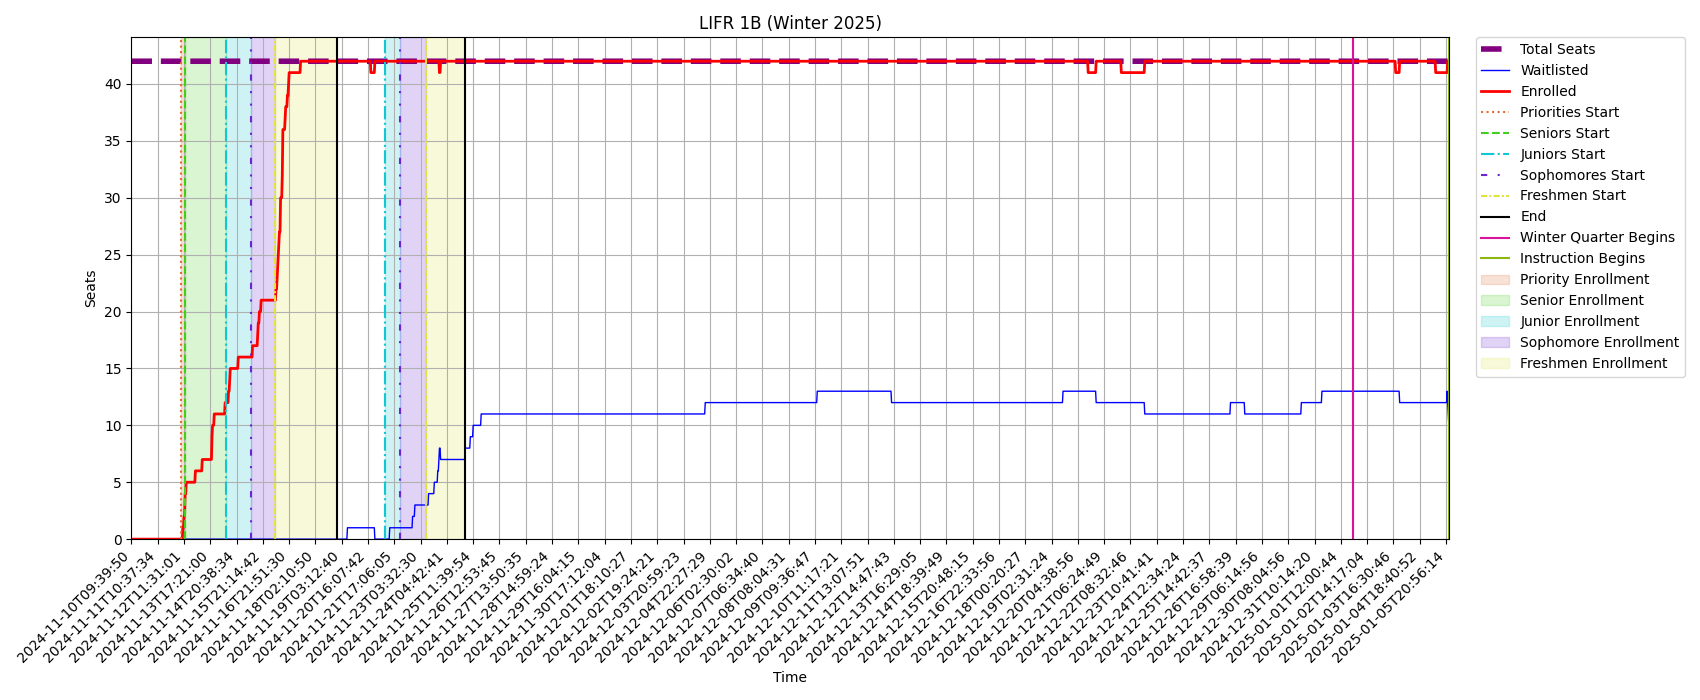 LIFR 1B (Winter 2025)
Seats
40
35
30
25
20
15
10
5
0
2024-11-10T09:39:50
2024-11-11T10:37:34
2024-11-12T11:31:01
2024-11-13T17:21:00
2024-11-14T20:38:34
2024-11-15T21:14:42
2024-11-16T21:51:30
2024-11-18T02:10:50
2024-11-19T03:12:40
2024-11-20T16:07:42
2024-11-21T17:06:05
2024-11-23T03:32:30
2024-11-24T04:42:41
2024-11-25T11:39:54
2024-11-26T12:53:45
2024-11-27T13:50:35
2024-11-28T14:59:24
2024-11-29T16:04:15
2024-11-30T17:12:04
2024-12-01T18:10:27
2024-12-02T19:24:21
2024-12-03T20:59:23
2024-12-04T22:27:29
2024-12-06T02:30:02
2024-12-07T06:34:40
2024-12-08T08:04:31
2024-12-09T09:36:47
2024-12-10T11:17:21
2024-12-11T13:07:51
2024-12-12T14:47:43
2024-12-13T16:29:05
2024-12-14T18:39:49
2024-12-15T20:48:15
2024-12-16T22:33:56
2024-12-18T00:20:27
2024-12-19T02:31:24
2024-12-20T04:38:56
2024-12-21T06:24:49
2024-12-22T08:32:46
2024-12-23T10:41:41
2024-12-24T12:34:24
2024-12-25T14:42:37
2024-12-26T16:58:39
2024-12-29T06:14:56
2024-12-30T08:04:56
2024-12-31T10:14:20
2025-01-01T12:00:44
2025-01-02T14:17:04
2025-01-03T16:30:46
2025-01-04T18:40:52
2025-01-05T20:56:14
Time
Total Seats
Waitlisted
Enrolled
Priorities Start
Seniors Start
Juniors Start
Sophomores Start
Freshmen Start
End
Winter Quarter Begins
Instruction Begins
Priority Enrollment
Senior Enrollment
Junior Enrollment
Sophomore Enrollment
Freshmen Enrollment